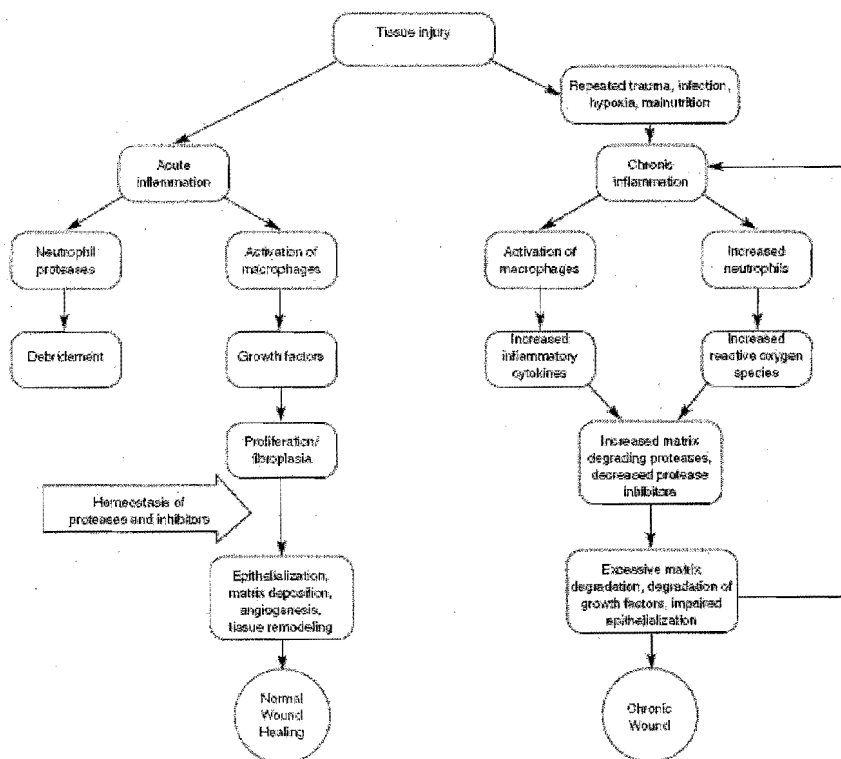 Tissue injury
Repeated trauma, infection,
hypoxia, malnutrition
Acute
inflammation
Chronic
inflammation
Neutrophil
proteases
Activation of
macrophages
Activation of
macrophages
Increased
neutrophils
Debridement
Growth factors
Increased
inflammatory
cytokines
Increased
reactive oxygen
species
Proliferation/
fibroplasia
Increased matrix
degrading proteases,
decreased protease
inhibitors
Homeostasis of
proteases and inhibitors
Epithelialization,
matrix deposition,
angiogenesis,
tissue remodeling
Excessive matrix
degradation, degradation of
growth factors, impaired
epithelialization
Normal
Wound
Healing
Chronic
Wound